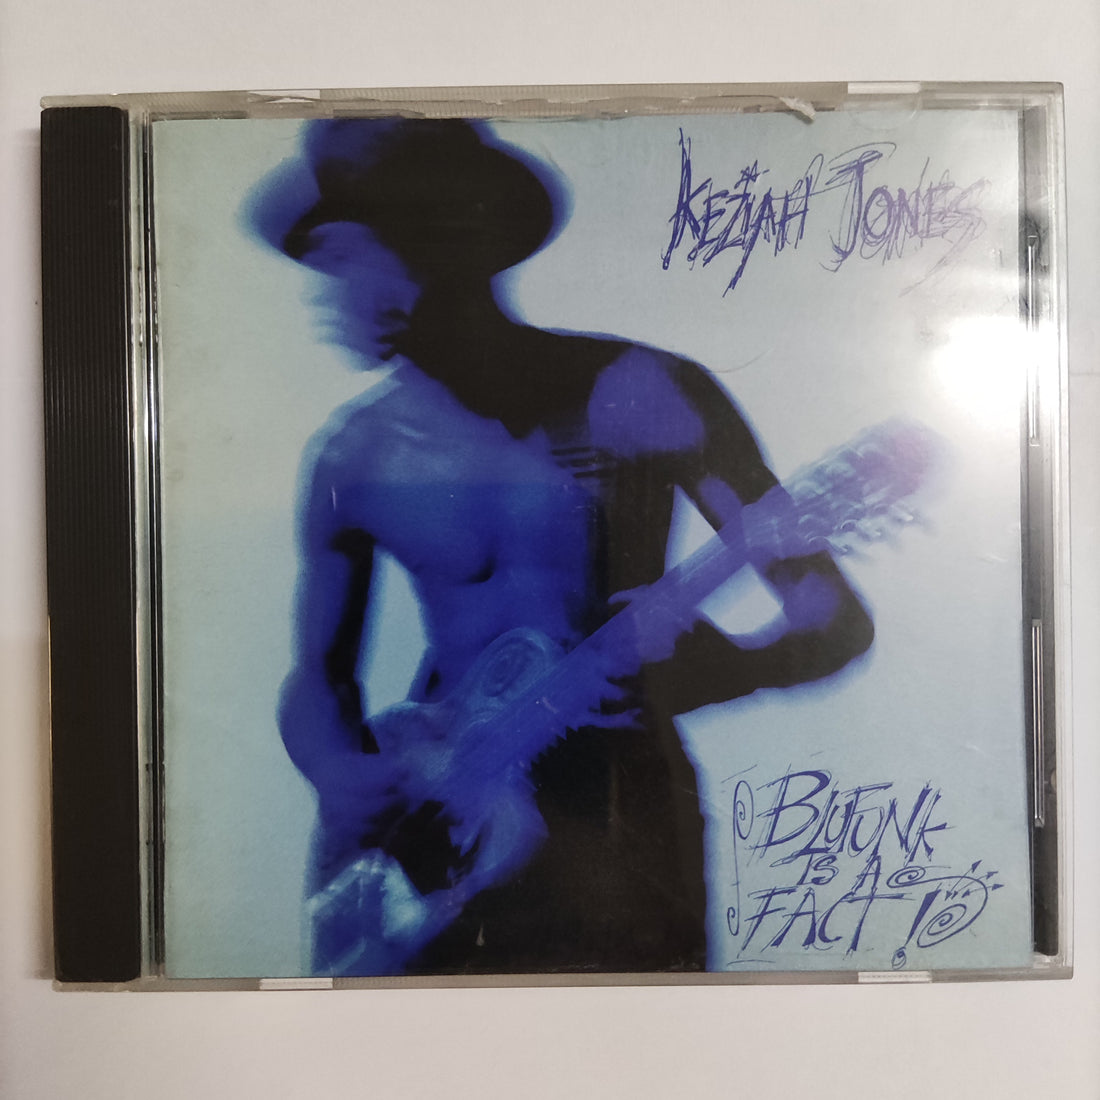 KEZIAH JONES
¡BLUFUNK
IS A
FACT!